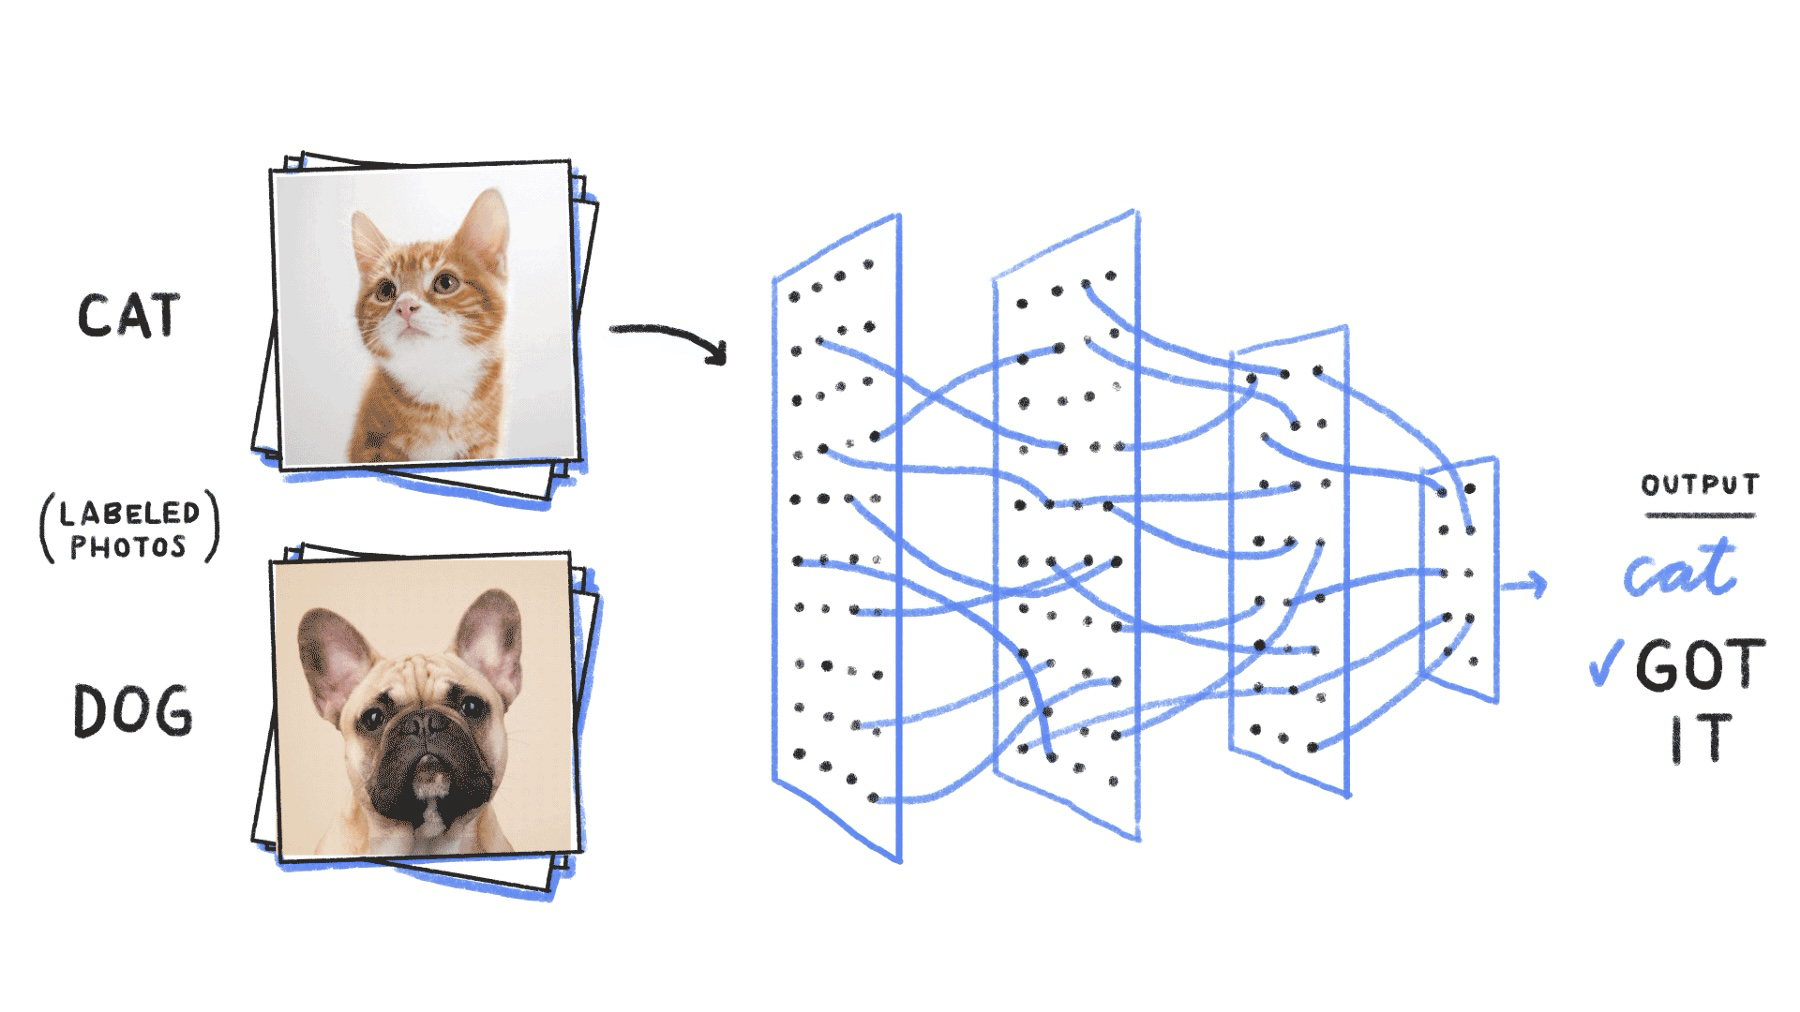 CAT
(LABELED
PHOTOS)
DOG
OUTPUT
cat
✓ GOT
IT